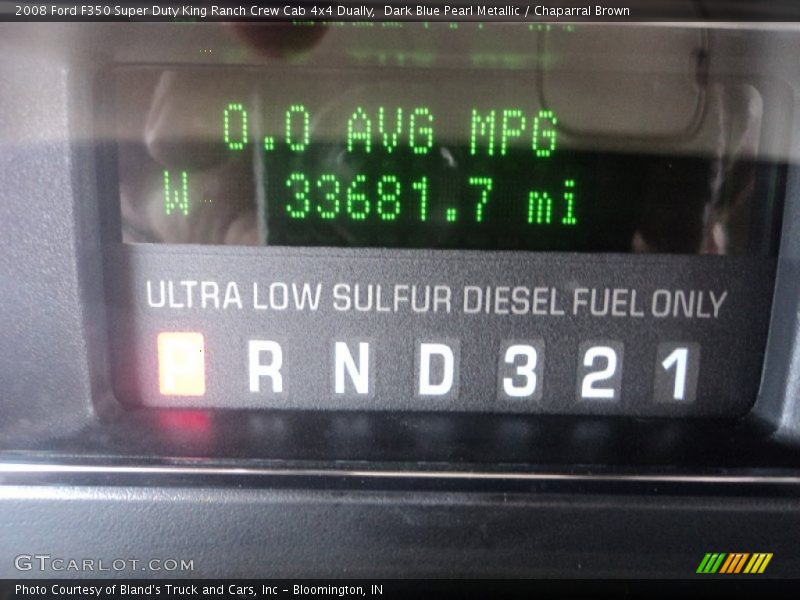 2008 Ford F350 Super Duty King Ranch Crew Cab 4x4 Dually,  Dark Blue Pearl Metallic / Chaparral Brown
0.0 AVG MPG
W 33681.7 mi
ULTRA LOW SULFUR DIESEL FUEL ONLY
P R N D 3 2 1
GTCARLOT.COM
Photo Courtesy of Bland's Truck and Cars, Inc - Bloomington, IN